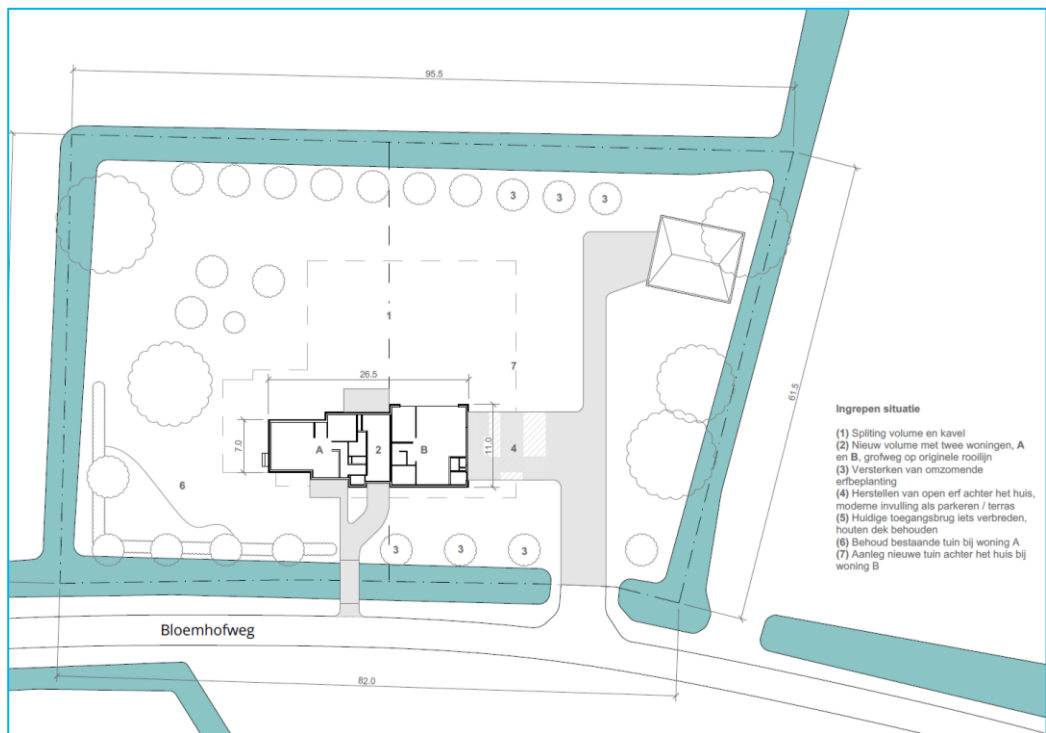 95.5
3
3
3
1
7
26.5
61.5
7.0
A
2
B
11.0
4
6
3
3
3
Bloemhofweg
82.0
Ingrepen situatie
(1) Spliting volume en kavel
(2) Nieuw volume met twee woningen, A
en B, grofweg op originele rooilijn
(3) Versterken van omzomende
erfbeplanting
(4) Herstellen van open erf achter het huis,
moderne invulling als parkeren / terras
(5) Huidige toegangsbrug iets verbreden,
houten dek behouden
(6) Behoud bestaande tuin bij woning A
(7) Aanleg nieuwe tuin achter het huis bij
woning B